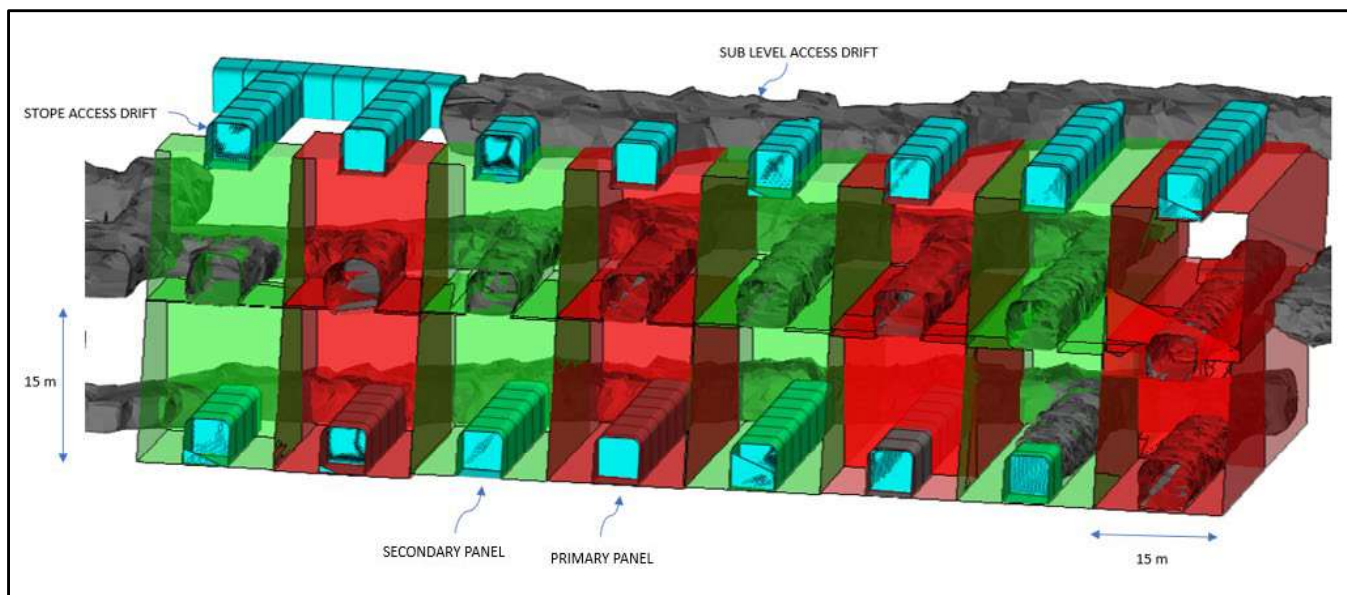 SUB LEVEL ACCESS DRIFT
STOPE ACCESS DRIFT
15 m
SECONDARY PANEL
PRIMARY PANEL
15 m